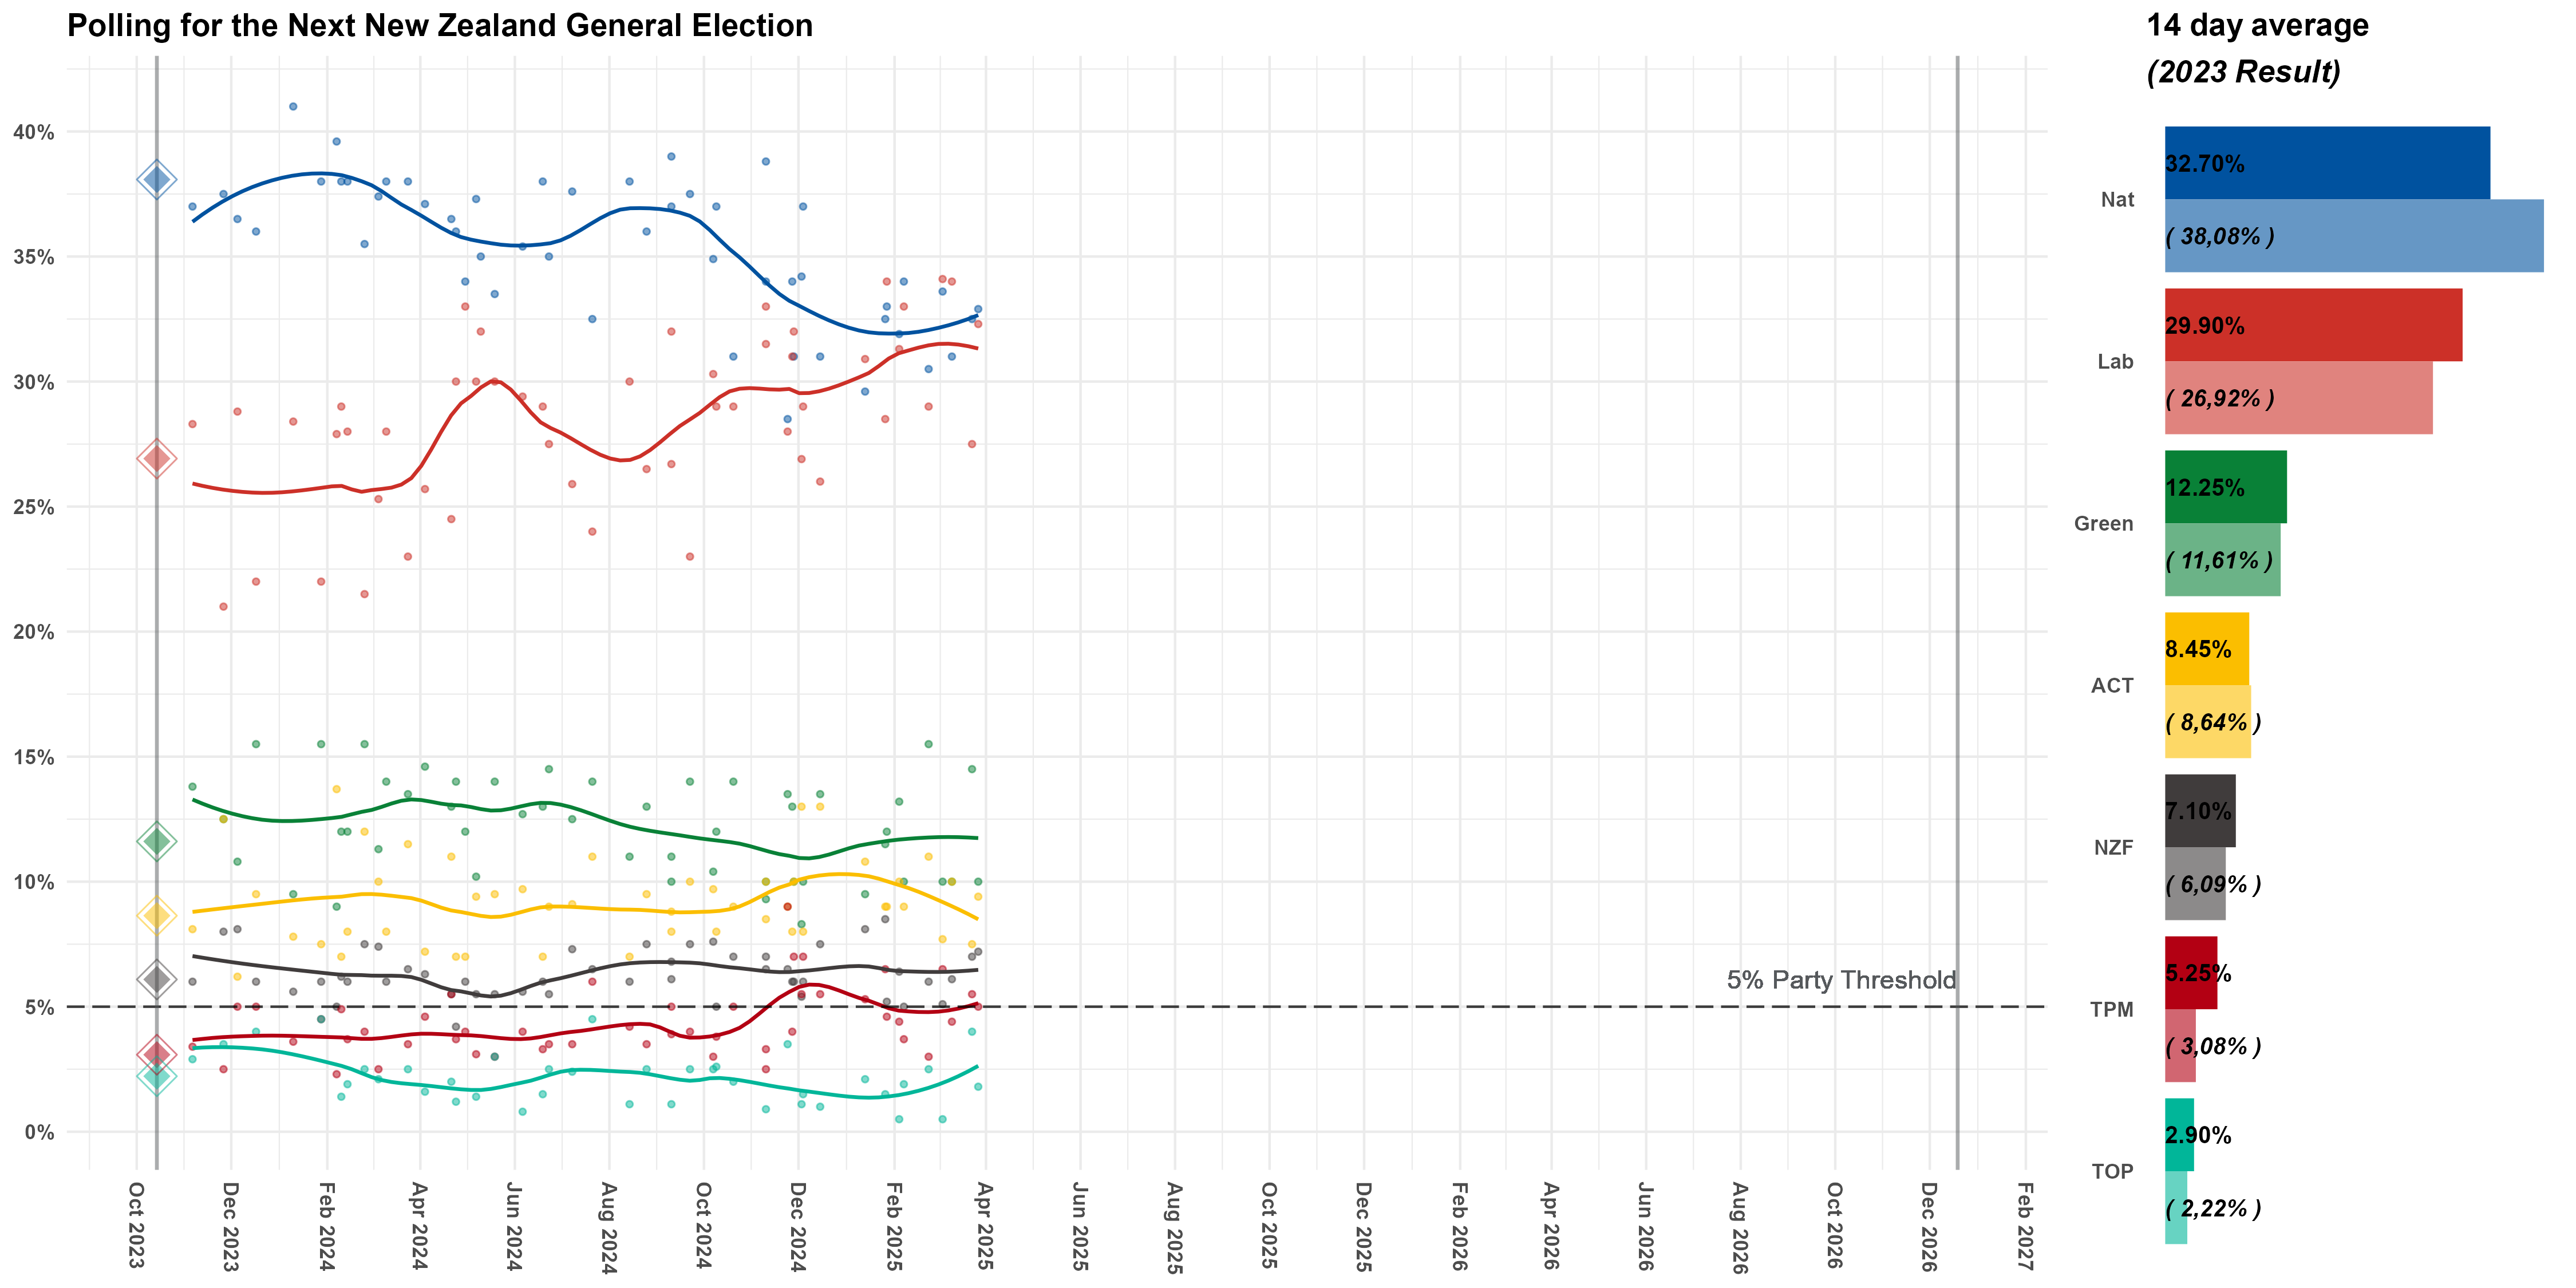 Polling for the Next New Zealand General Election
14 day average
(2023 Result)
40%
35%
30%
25%
20%
15%
10%
5%
0%
5% Party Threshold
Oct 2023
Dec 2023
Feb 2024
Apr 2024
Jun 2024
Aug 2024
Oct 2024
Dec 2024
Feb 2025
Apr 2025
Jun 2025
Aug 2025
Oct 2025
Dec 2025
Feb 2026
Apr 2026
Jun 2026
Aug 2026
Oct 2026
Dec 2026
Feb 2027
Nat
32.70%
( 38,08% )
Lab
29.90%
( 26,92% )
Green
12.25%
( 11,61% )
ACT
8.45%
( 8,64% )
NZF
7.10%
( 6,09% )
TPM
5.25%
( 3,08% )
TOP
2.90%
( 2,22% )